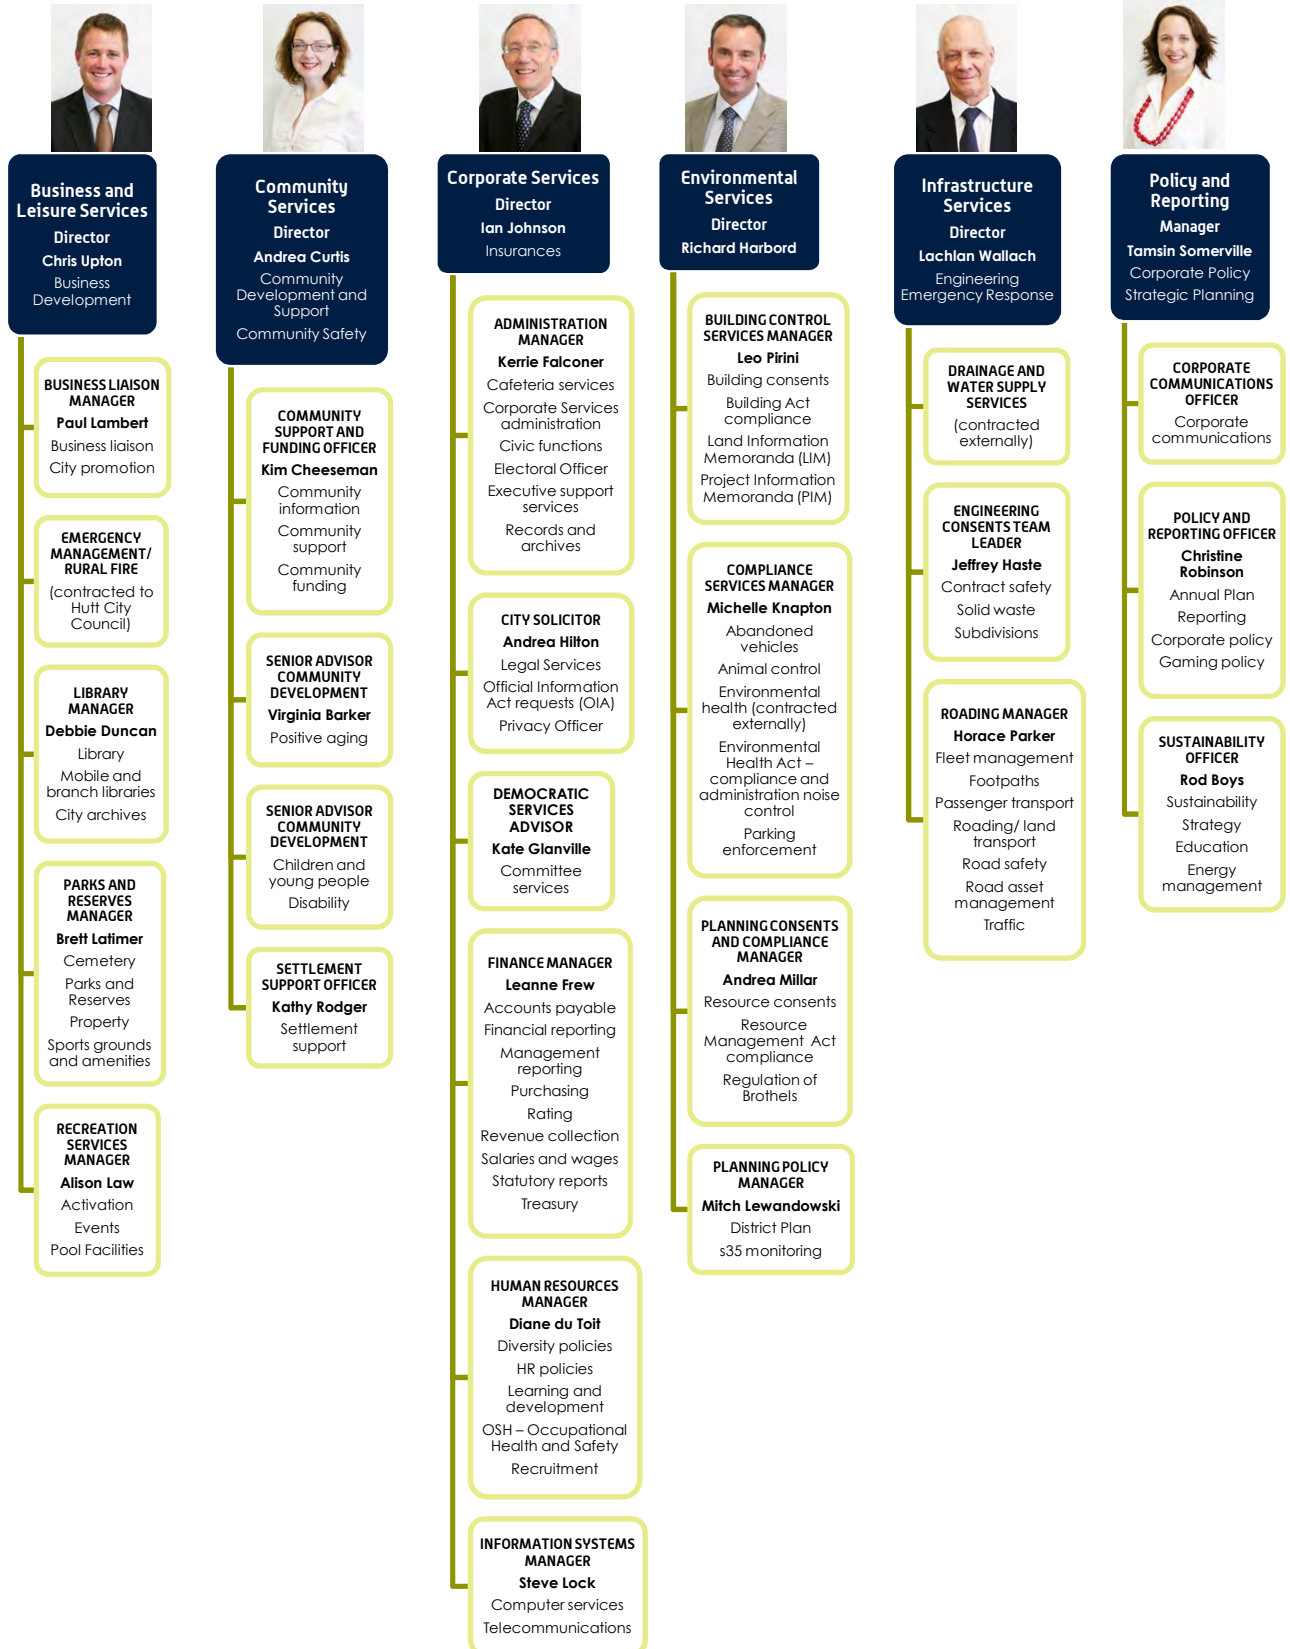 Business and
Leisure Services
Director
Chris Upton
Business
Development
BUSINESS LIAISON
MANAGER
Paul Lambert
Business liaison
City promotion
EMERGENCY
MANAGEMENT/
RURAL FIRE
(contracted to
Hutt City
Council)
LIBRARY
MANAGER
Debbie Duncan
Library
Mobile and
branch libraries
City archives
PARKS AND
RESERVES
MANAGER
Brett Latimer
Cemetery
Parks and
Reserves
Property
Sports grounds
and amenities
RECREATION
SERVICES
MANAGER
Alison Law
Activation
Events
Pool Facilities
Community
Services
Director
Andrea Curtis
Community
Development and
Support
Community Safety
COMMUNITY
SUPPORT AND
FUNDING OFFICER
Kim Cheeseman
Community
information
Community
support
Community
funding
SENIOR ADVISOR
COMMUNITY
DEVELOPMENT
Virginia Barker
Positive aging
SENIOR ADVISOR
COMMUNITY
DEVELOPMENT
Children and
young people
Disability
SETTLEMENT
SUPPORT OFFICER
Kathy Rodger
Settlement
support
Corporate Services
Director
Ian Johnson
Insurances
ADMINISTRATION
MANAGER
Kerrie Falconer
Cafeteria services
Corporate Services
administration
Civic functions
Electoral Officer
Executive support
services
Records and
archives
CITY SOLICITOR
Andrea Hilton
Legal Services
Official Information
Act requests (OIA)
Privacy Officer
DEMOCRATIC
SERVICES
ADVISOR
Kate Glanville
Committee
services
FINANCE MANAGER
Leanne Frew
Accounts payable
Financial reporting
Management
reporting
Purchasing
Rating
Revenue collection
Salaries and wages
Statutory reports
Treasury
HUMAN RESOURCES
MANAGER
Diane du Toit
Diversity policies
HR policies
Learning and
development
OSH – Occupational
Health and Safety
Recruitment
INFORMATION SYSTEMS
MANAGER
Steve Lock
Computer services
Telecommunications
Environmental
Services
Director
Richard Harbord
BUILDING CONTROL
SERVICES MANAGER
Leo Pirini
Building consents
Building Act
compliance
Land Information
Memoranda (LIM)
Project Information
Memoranda (PIM)
COMPLIANCE
SERVICES MANAGER
Michelle Knapton
Abandoned
vehicles
Animal control
Environmental
health (contracted
externally)
Environmental
Health Act –
compliance and
administration noise
control
Parking
enforcement
PLANNING CONSENTS
AND COMPLIANCE
MANAGER
Andrea Millar
Resource consents
Resource
Management Act
compliance
Regulation of
Brothels
PLANNING POLICY
MANAGER
Mitch Lewandowski
District Plan
s35 monitoring
Infrastructure
Services
Director
Lachlan Wallach
Engineering
Emergency Response
DRAINAGE AND
WATER SUPPLY
SERVICES
(contracted
externally)
ENGINEERING
CONSENTS TEAM
LEADER
Jeffrey Haste
Contract safety
Solid waste
Subdivisions
ROADING MANAGER
Horace Parker
Fleet management
Footpaths
Passenger transport
Roading/ land
transport
Road safety
Road asset
management
Traffic
Policy and
Reporting
Manager
Tamsin Somerville
Corporate Policy
Strategic Planning
CORPORATE
COMMUNICATIONS
OFFICER
Corporate
communications
POLICY AND
REPORTING OFFICER
Christine
Robinson
Annual Plan
Reporting
Corporate policy
Gaming policy
SUSTAINABILITY
OFFICER
Rod Boys
Sustainability
Strategy
Education
Energy
management